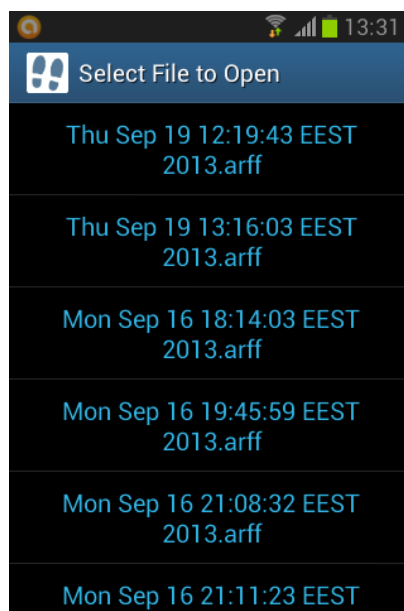 13:31
Select File to Open
Thu Sep 19 12:19:43 EEST
2013.arff
Thu Sep 19 13:16:03 EEST
2013.arff
Mon Sep 16 18:14:03 EEST
2013.arff
Mon Sep 16 19:45:59 EEST
2013.arff
Mon Sep 16 21:08:32 EEST
2013.arff
Mon Sep 16 21:11:23 EEST